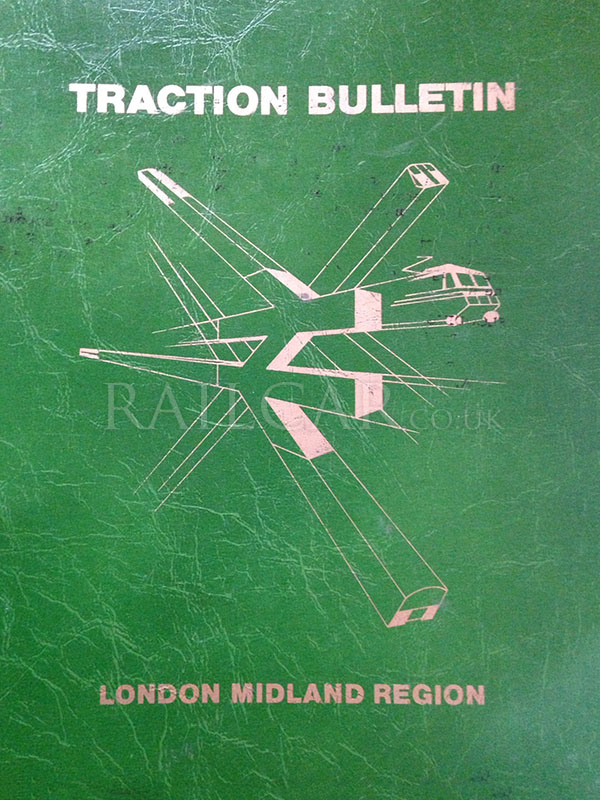 TRACTION BULLETIN
RAILCAR.CO.UK
LONDON MIDLAND REGION